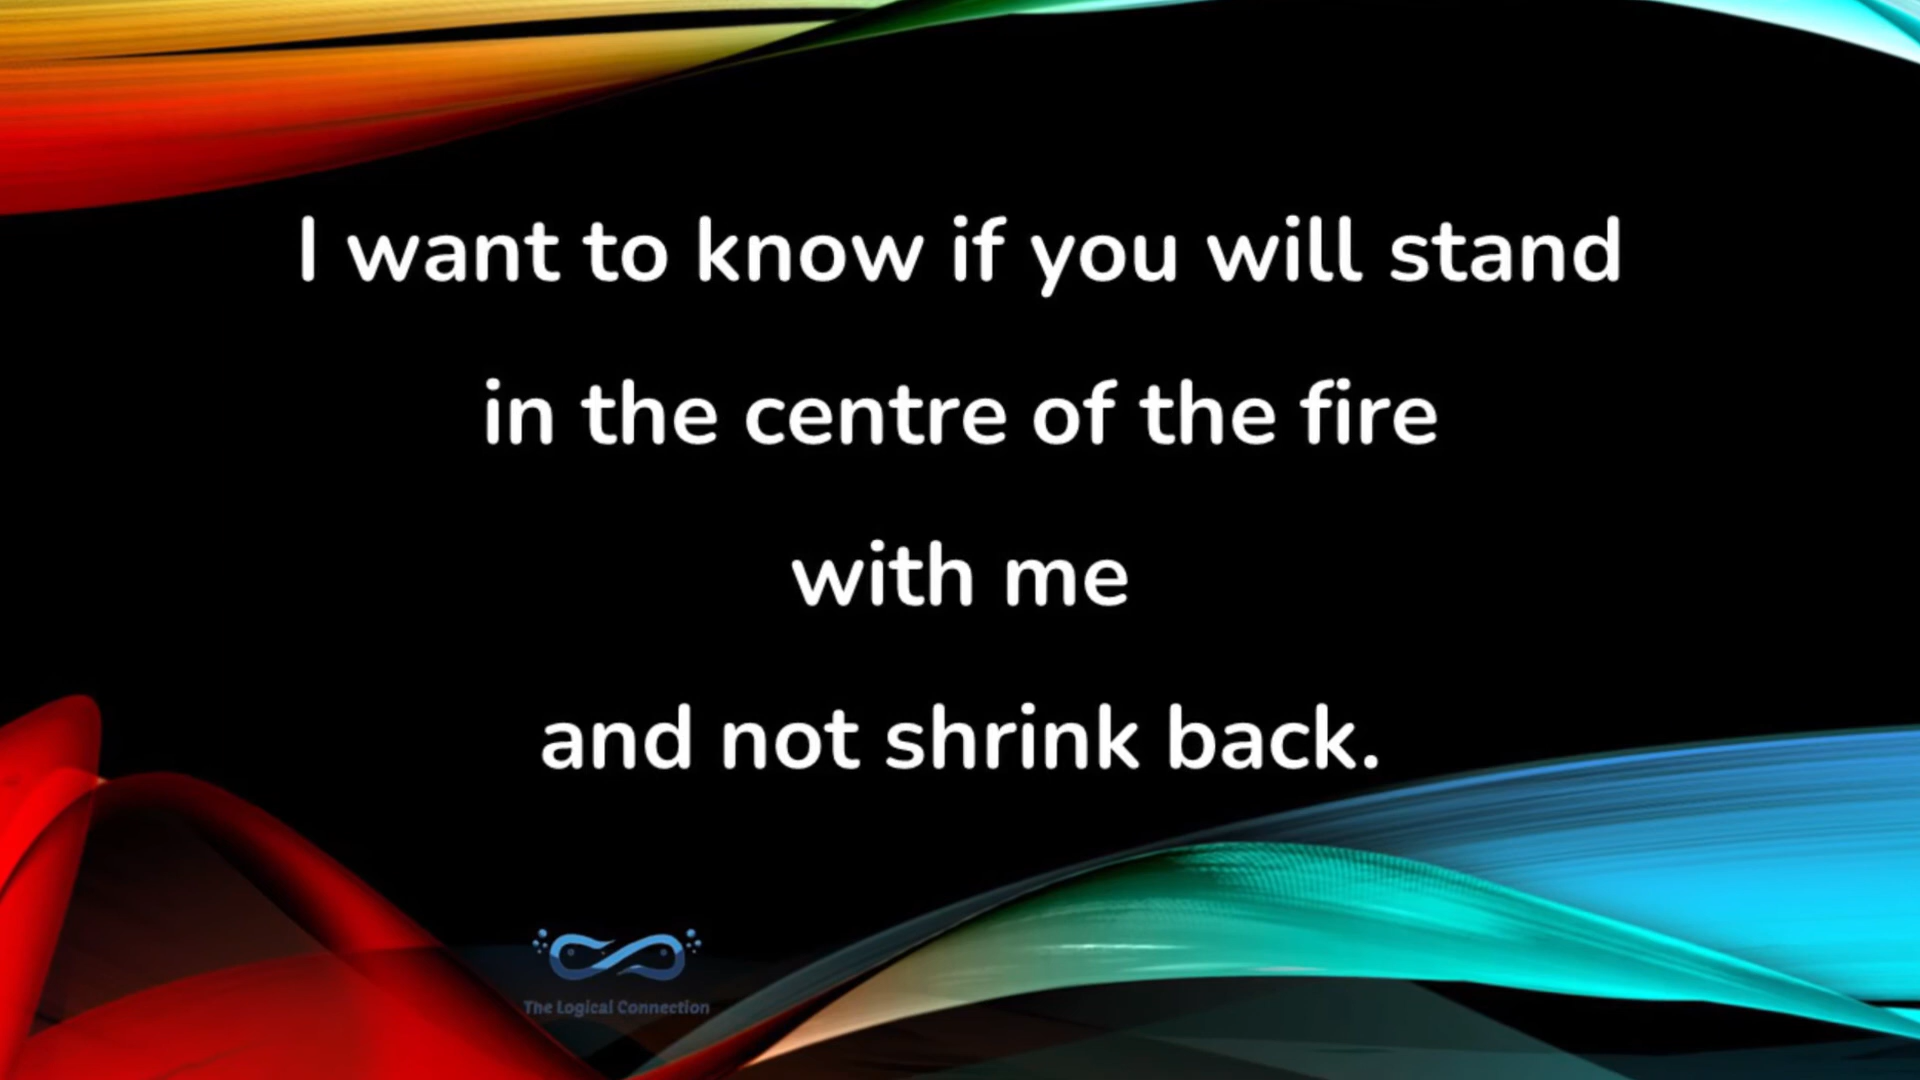 I want to know if you will stand
in the centre of the fire
with me
and not shrink back.
The Logical Connection